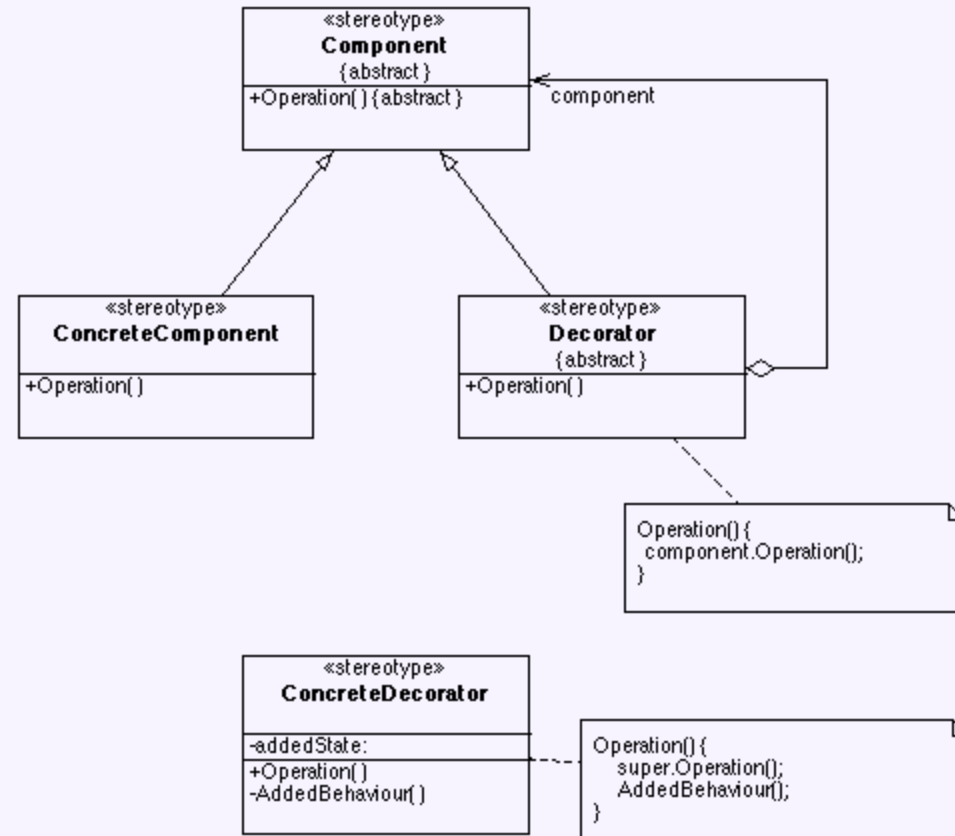 «stereotype»
Component
{abstract}
+Operation(){abstract}
component
«stereotype»
ConcreteComponent
+Operation()
«stereotype»
Decorator
{abstract}
+Operation()
Operation(){
component.Operation();
}
«stereotype»
ConcreteDecorator
-addedState:
+Operation()
-AddedBehaviour()
Operation(){
super.Operation();
AddedBehaviour();
}